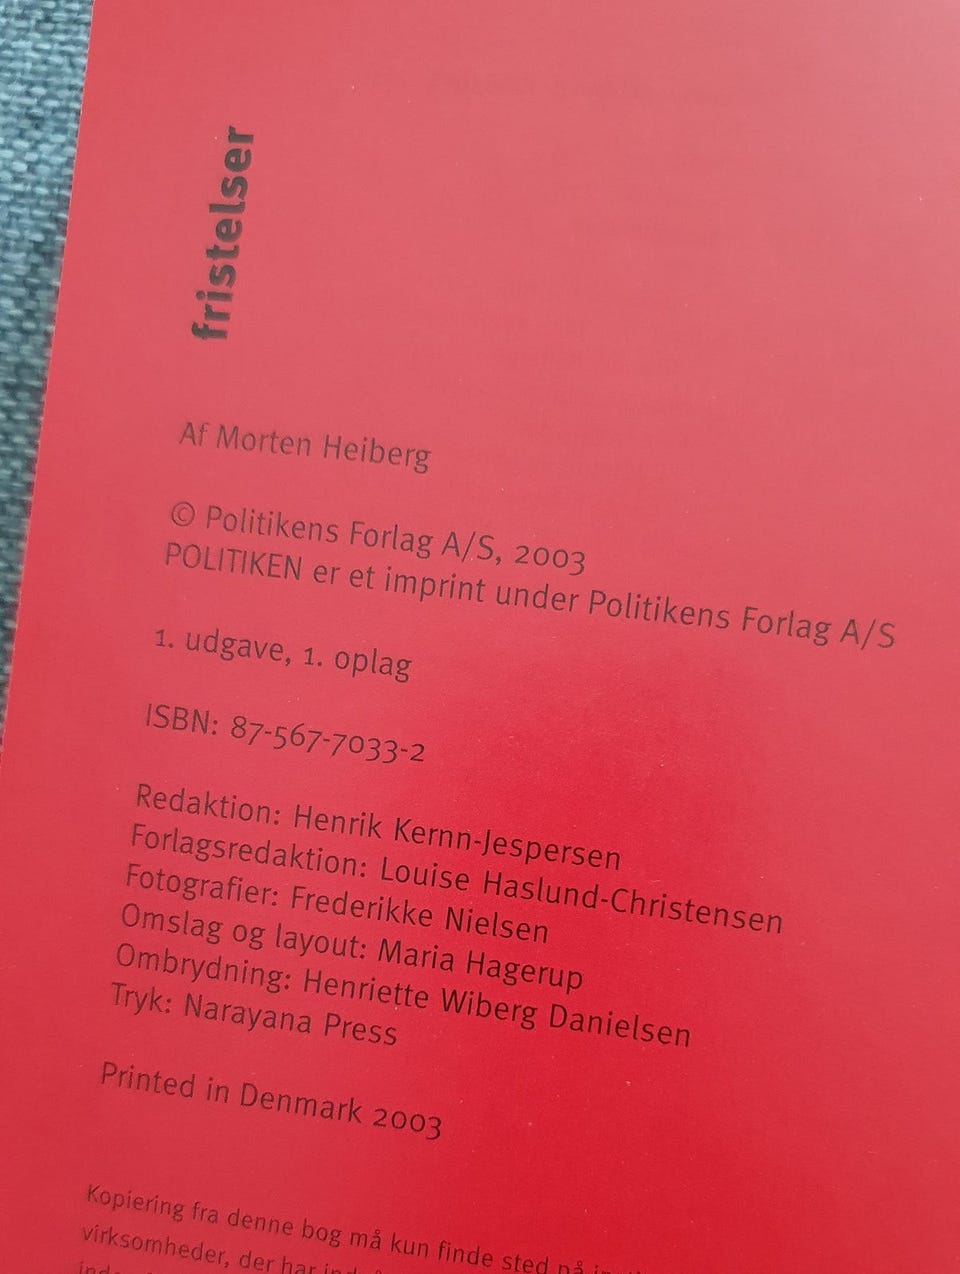 fristelser
Af Morten Heiberg
© Politikens Forlag A/S, 2003
POLITIKEN er et imprint under Politikens Forlag A/S
1. udgave, 1. oplag
ISBN: 87-567-7033-2
Redaktion: Henrik Kernn-Jespersen
Forlagsredaktion: Louise Haslund-Christensen
Fotografier: Frederikke Nielsen
Omslag og layout: Maria Hagerup
Ombrydning: Henriette Wiberg Danielsen
Tryk: Narayana Press
Printed in Denmark 2003
Kopiering fra denne bog må kun finde sted på
virksomheder, der har